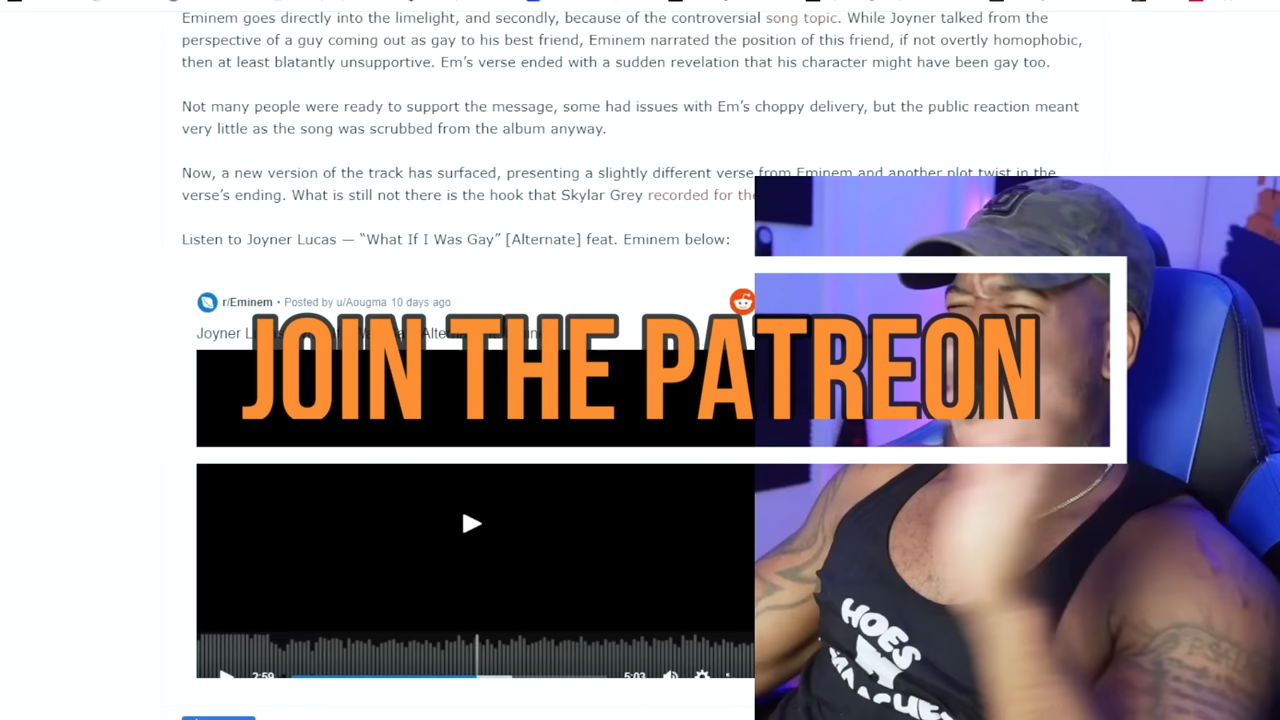 Eminem goes directly into the limelight, and secondly, because of the controversial song topic. While Joyner talked from the
perspective of a guy coming out as gay to his best friend, Eminem narrated the position of this friend, if not overtly homophobic,
then at least blatantly unsupportive. Em’s verse ended with a sudden revelation that his character might have been gay too.
Not many people were ready to support the message, some had issues with Em’s choppy delivery, but the public reaction meant
very little as the song was scrubbed from the album anyway.
Now, a new version of the track has surfaced, presenting a slightly different verse from Eminem and another plot twist in the
verse’s ending. What is still not there is the hook that Skylar Grey recorded for
Listen to Joyner Lucas — “What If I Was Gay” [Alternate] feat. Eminem below:
r/Eminem • Posted by u/Aougma 10 days ago
Joyner
JOIN THE PATREON
2:59
5:03
HOES